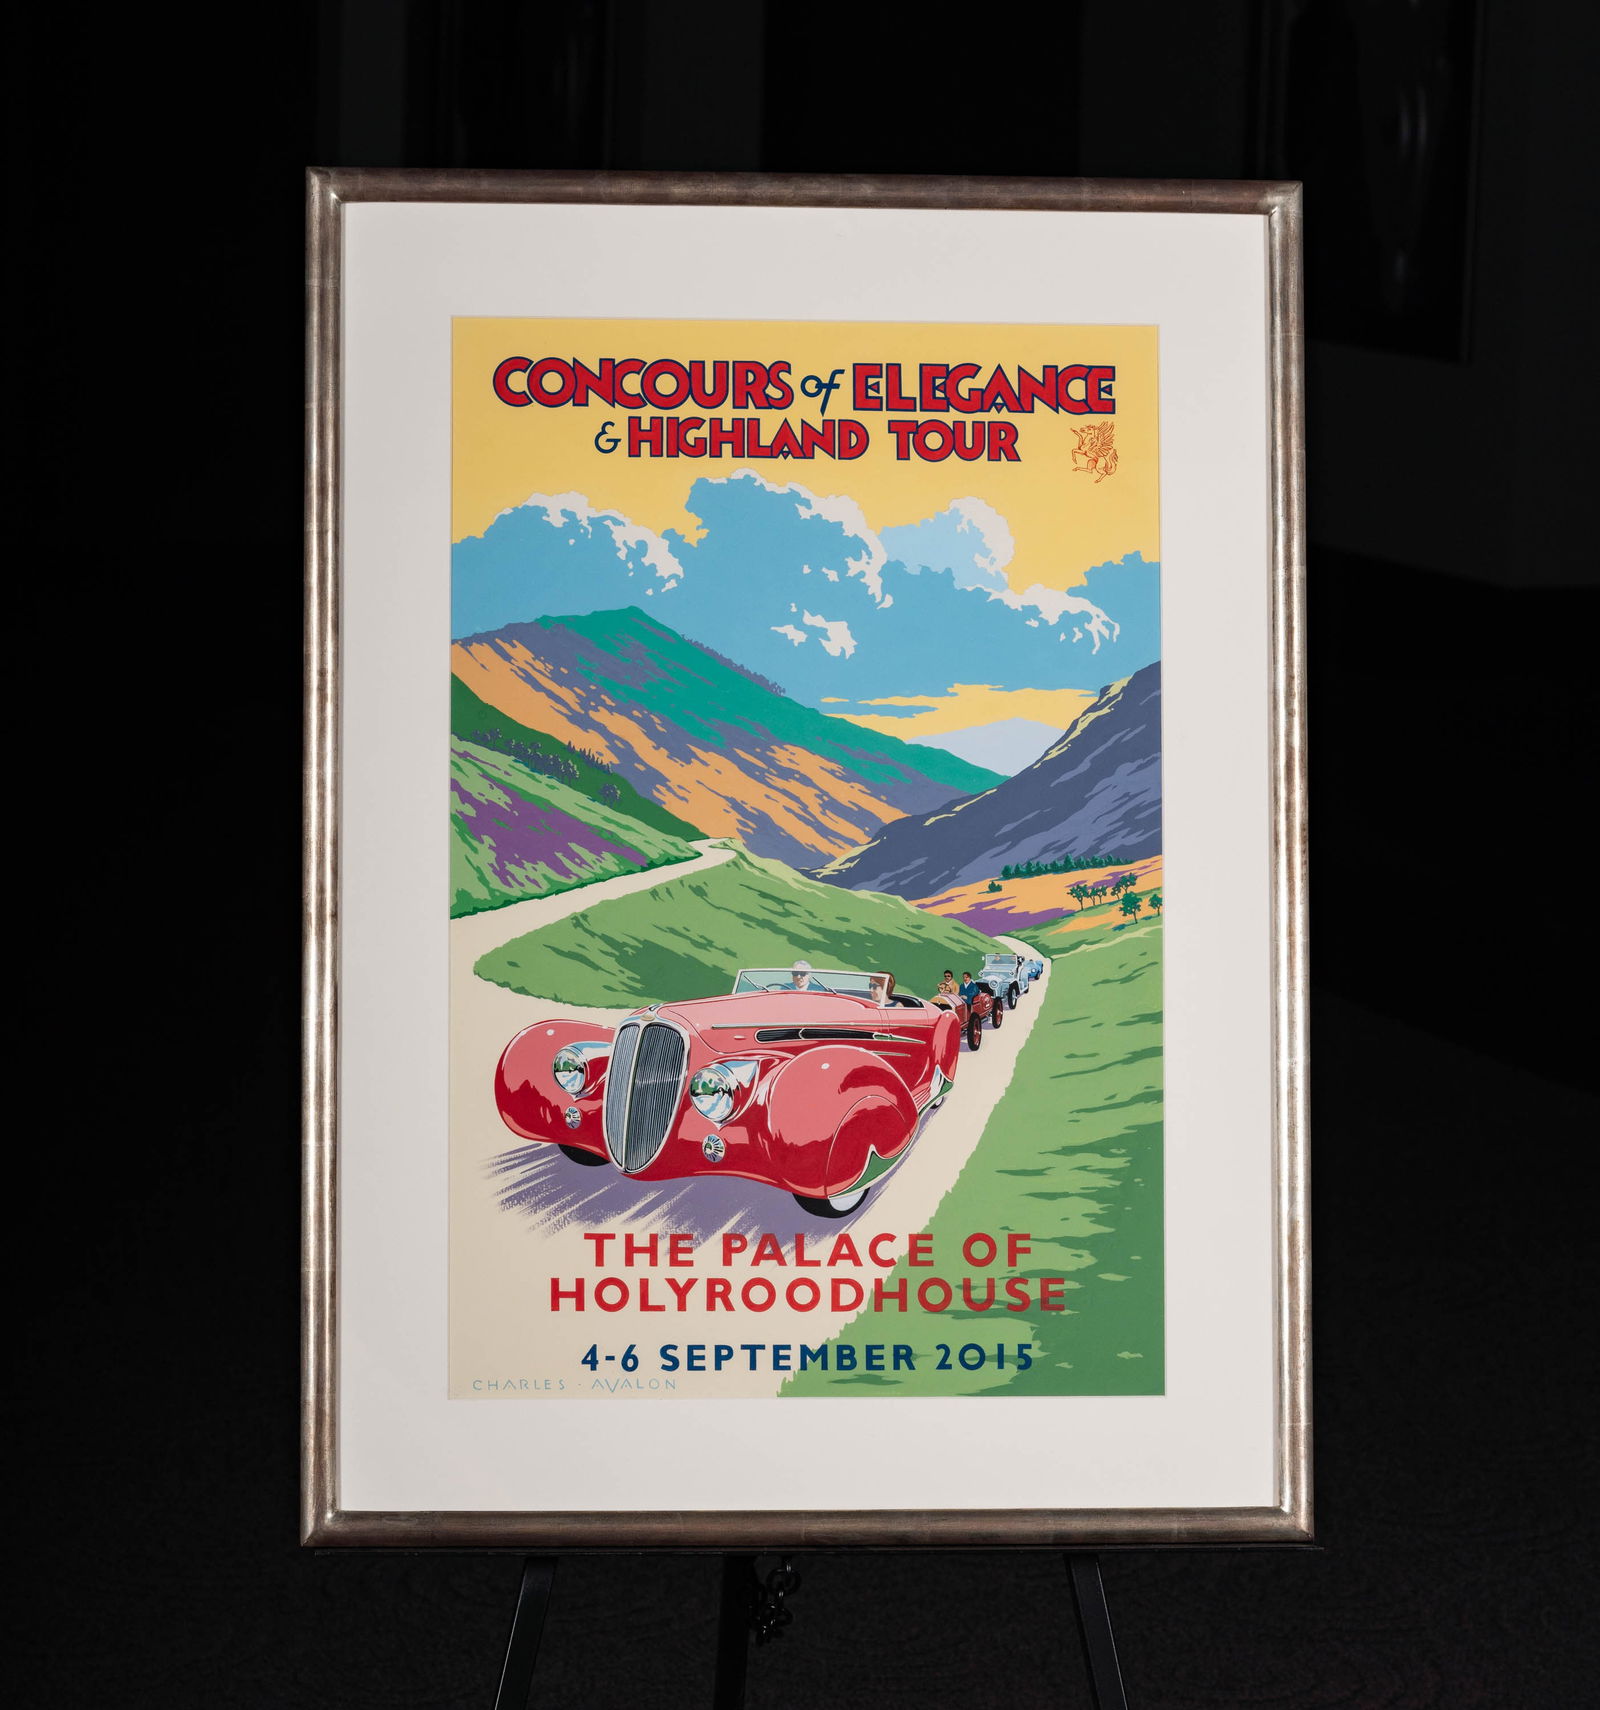 CONCOURS of ELEGANCE
& HIGHLAND TOUR
THE PALACE OF
HOLYROODHOUSE
4-6 SEPTEMBER 2015
CHARLES · AVALON